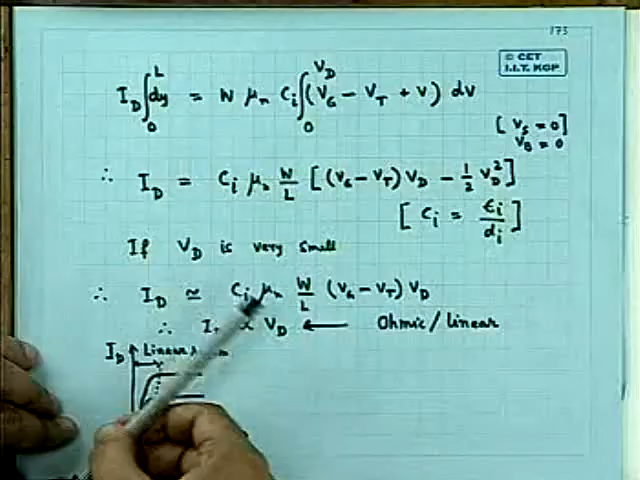 175
© CET
I.I.T. KGP
I_D ∫_0^L dy = W μ_n C_i ∫_0^{V_D} (V_G − V_T + V) dV
[ V_S = 0 ]
V_B = 0
∴ I_D = C_i μ_n W/L [ (V_G − V_T) V_D − 1/2 V_D^2 ]
[ C_i = ε_i / d_i ]
If V_D is very small
∴ I_D ≃ C_i μ_n W/L (V_G − V_T) V_D
∴ I ∝ V_D ← Ohmic/linear
I_D Linear